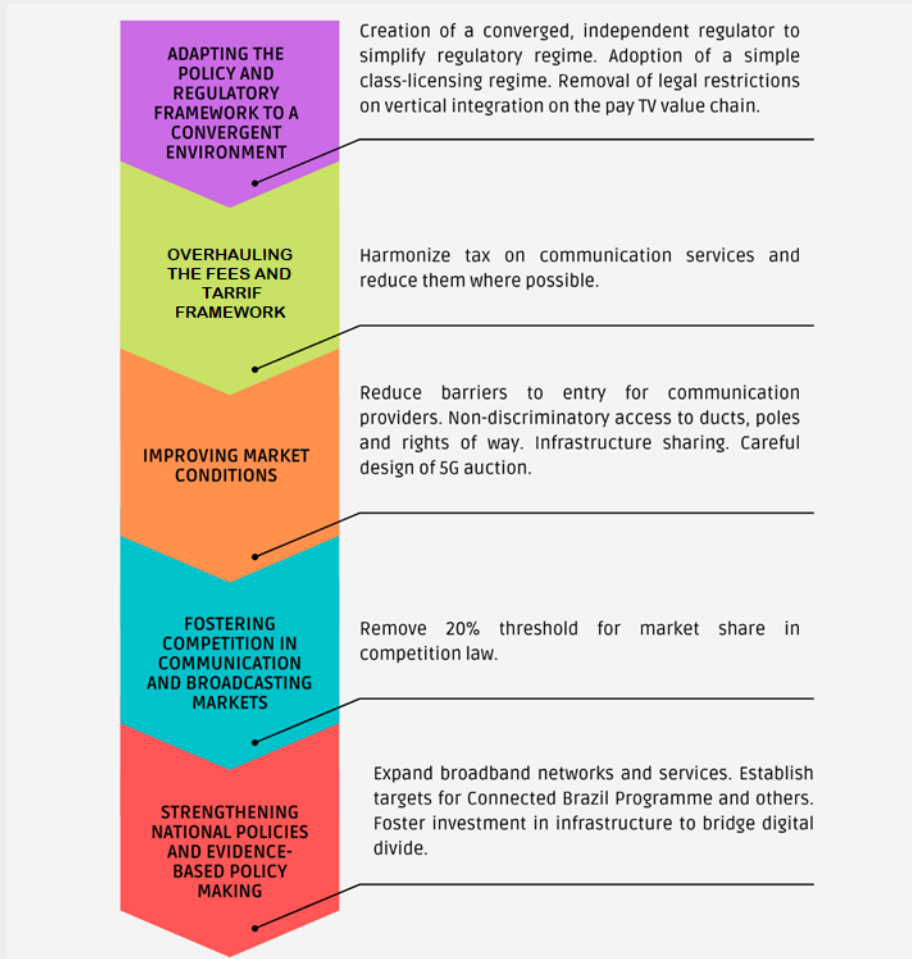 ADAPTING THE
POLICY AND
REGULATORY
FRAMEWORK TO A
CONVERGENT
ENVIRONMENT
Creation of a converged, independent regulator to
simplify regulatory regime. Adoption of a simple
class-licensing regime. Removal of legal restrictions
on vertical integration on the pay TV value chain.
OVERHAULING
THE FEES AND
TARRIF
FRAMEWORK
Harmonize tax on communication services and
reduce them where possible.
IMPROVING MARKET
CONDITIONS
Reduce barriers to entry for communication
providers. Non-discriminatory access to ducts, poles
and rights of way. Infrastructure sharing. Careful
design of 5G auction.
FOSTERING
COMPETITION IN
COMMUNICATION
AND BROADCASTING
MARKETS
Remove 20% threshold for market share in
competition law.
STRENGTHENING
NATIONAL POLICIES
AND EVIDENCE-
BASED POLICY
MAKING
Expand broadband networks and services. Establish
targets for Connected Brazil Programme and others.
Foster investment in infrastructure to bridge digital
divide.